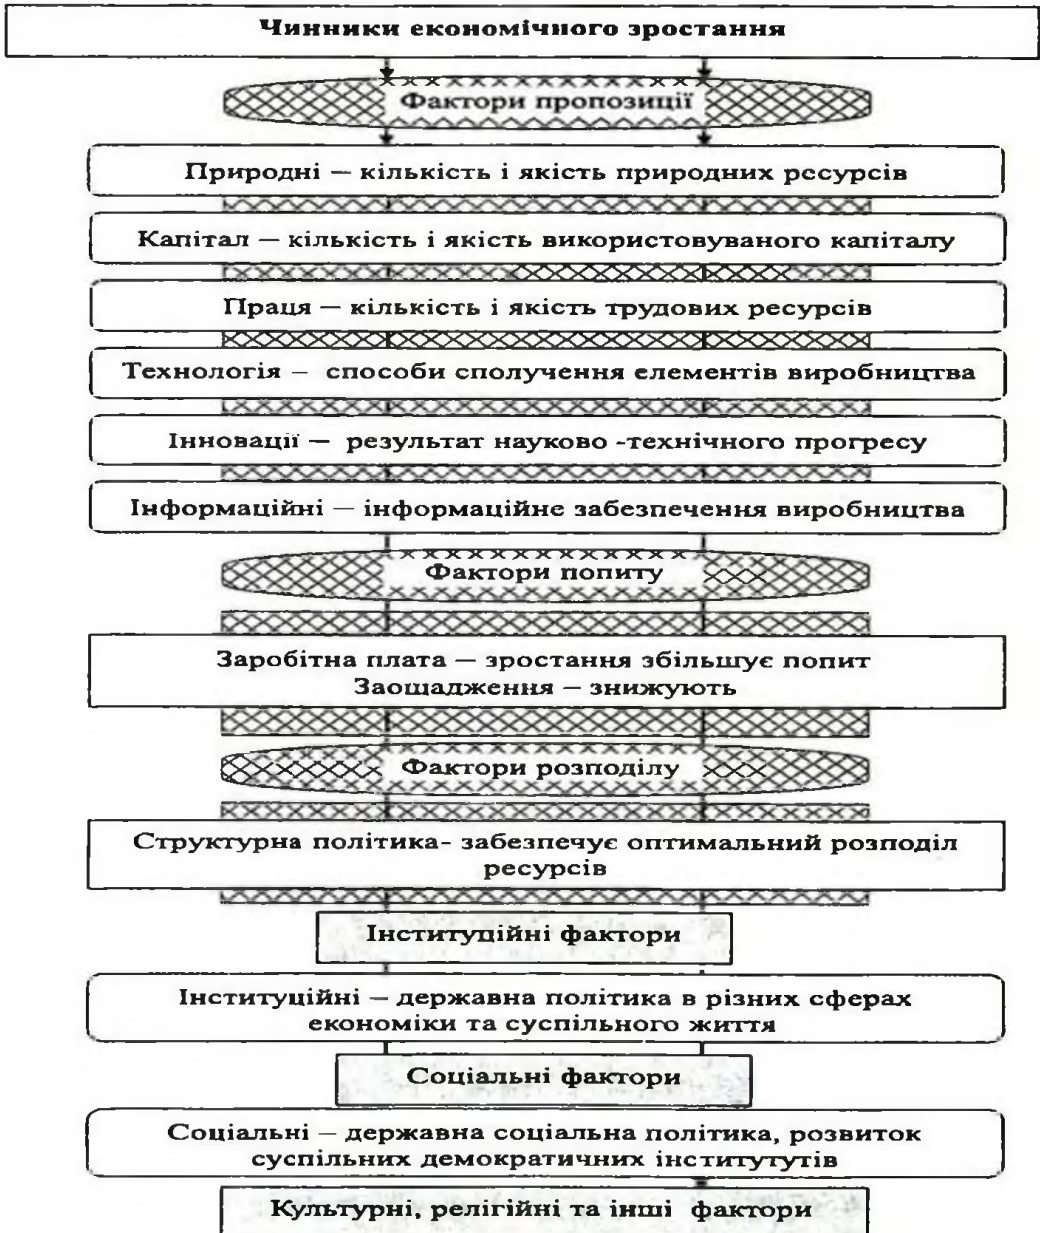 Чинники економічного зростання
Фактори пропозиції
Природні – кількість і якість природних ресурсів
Капітал – кількість і якість використовуваного капіталу
Праця – кількість і якість трудових ресурсів
Технологія – способи сполучення елементів виробництва
Інновації – результат науково -технічного прогресу
Інформаційні – інформаційне забезпечення виробництва
Фактори попиту
Заробітна плата – зростання збільшує попит
Заощадження – знижують
Фактори розподілу
Структурна політика- забезпечує оптимальний розподіл
ресурсів
Інституційні фактори
Інституційні – державна політика в різних сферах
економіки та суспільного життя
Соціальні фактори
Соціальні – державна соціальна політика, розвиток
суспільних демократичних інститутутів
Культурні, релігійні та інші фактори